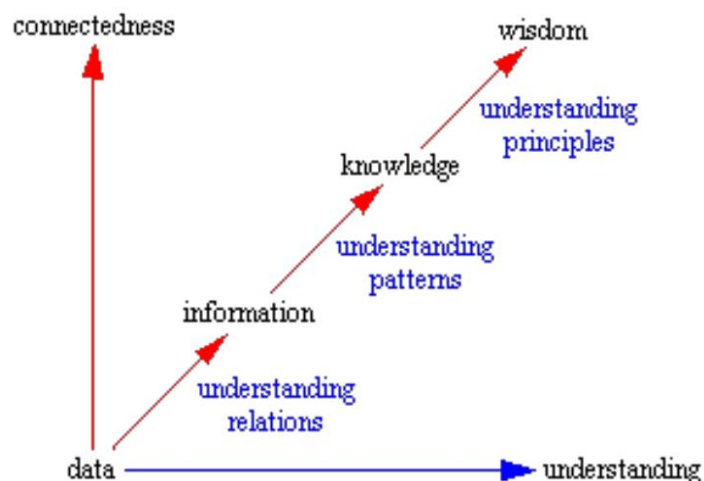 connectedness
wisdom
understanding
principles
knowledge
understanding
patterns
information
understanding
relations
data
understanding